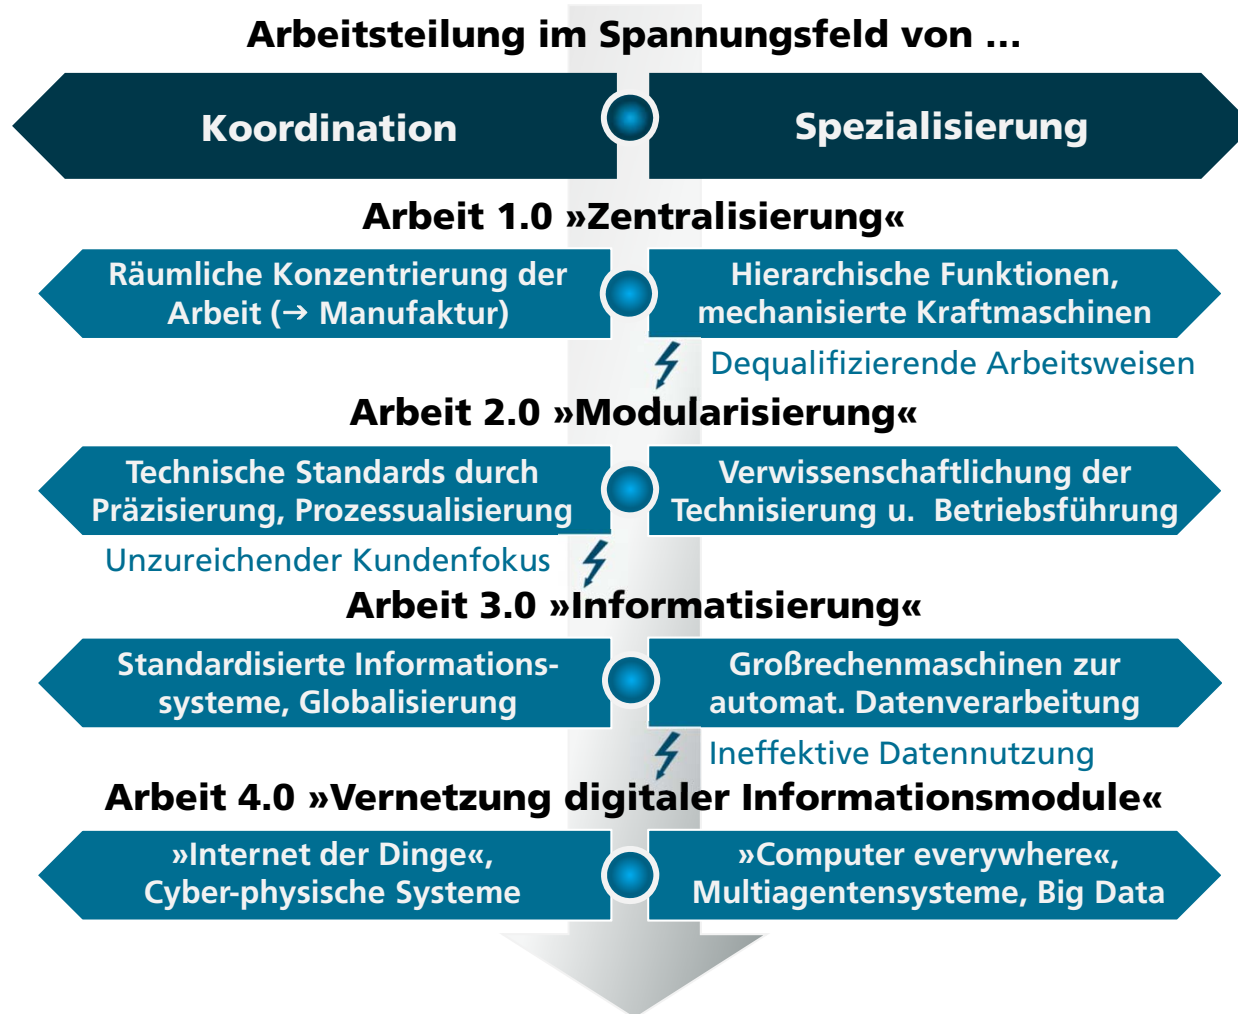 Arbeitsteilung im Spannungsfeld von ...
Koordination
Spezialisierung
Arbeit 1.0 »Zentralisierung«
Räumliche Konzentrierung der
Arbeit (→ Manufaktur)
Hierarchische Funktionen,
mechanisierte Kraftmaschinen
Dequalifizierende Arbeitsweisen
Arbeit 2.0 »Modularisierung«
Technische Standards durch
Präzisierung, Prozessualisierung
Verwissenschaftlichung der
Technisierung u. Betriebsführung
Unzureichender Kundenfokus
Arbeit 3.0 »Informatisierung«
Standardisierte Informations-
systeme, Globalisierung
Großrechenmaschinen zur
automat. Datenverarbeitung
Ineffektive Datennutzung
Arbeit 4.0 »Vernetzung digitaler Informationsmodule«
»Internet der Dinge«,
Cyber-physische Systeme
»Computer everywhere«,
Multiagentensysteme, Big Data